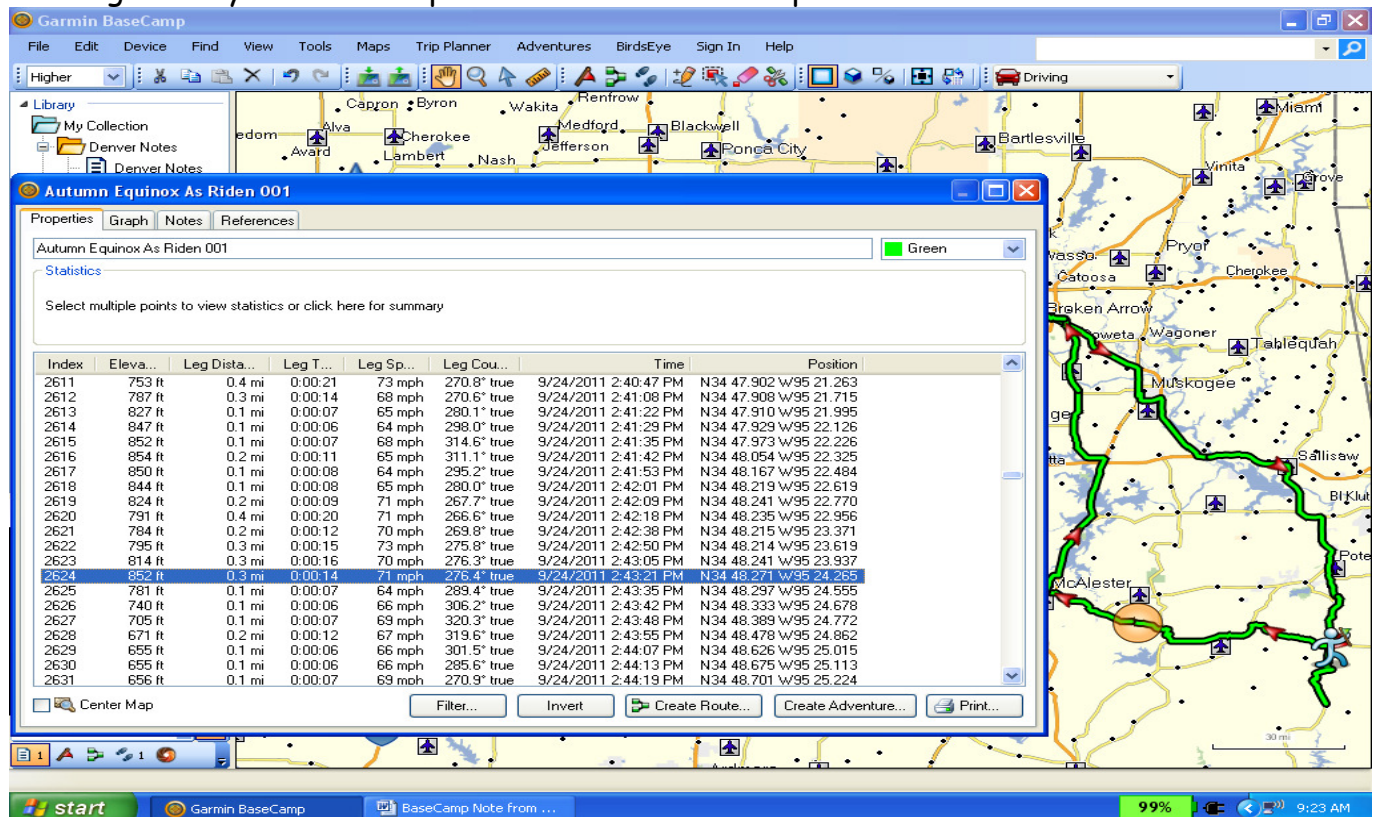 Garmin BaseCamp
File Edit Device Find View Tools Maps Trip Planner Adventures BirdsEye Sign In Help
Higher Driving
Library
My Collection
Denver Notes
Denver Notes
Capron Byron Wakita Renfrow Miami
edom Alva Cherokee Medford Blackwell Bartlesville
Avard Lambert Nash Jefferson Ponca City Vinita Grove
Autumn Equinox As Riden 001
Properties Graph Notes References
Autumn Equinox As Riden 001 Green
Statistics
Select multiple points to view statistics or click here for summary
Index Eleva... Leg Dista... Leg T... Leg Sp... Leg Cou... Time Position
2611 753 ft 0.4 mi 0:00:21 73 mph 270.8° true 9/24/2011 2:40:47 PM N34 47.902 W95 21.263
2612 787 ft 0.3 mi 0:00:14 68 mph 270.6° true 9/24/2011 2:41:08 PM N34 47.908 W95 21.715
2613 827 ft 0.1 mi 0:00:07 65 mph 280.1° true 9/24/2011 2:41:22 PM N34 47.910 W95 21.995
2614 847 ft 0.1 mi 0:00:06 64 mph 298.0° true 9/24/2011 2:41:29 PM N34 47.929 W95 22.126
2615 852 ft 0.1 mi 0:00:07 68 mph 314.6° true 9/24/2011 2:41:35 PM N34 47.973 W95 22.226
2616 854 ft 0.2 mi 0:00:11 65 mph 311.1° true 9/24/2011 2:41:42 PM N34 48.054 W95 22.325
2617 850 ft 0.1 mi 0:00:08 64 mph 295.2° true 9/24/2011 2:41:53 PM N34 48.167 W95 22.484
2618 844 ft 0.1 mi 0:00:08 65 mph 280.0° true 9/24/2011 2:42:01 PM N34 48.219 W95 22.619
2619 824 ft 0.2 mi 0:00:09 71 mph 267.7° true 9/24/2011 2:42:09 PM N34 48.241 W95 22.770
2620 791 ft 0.4 mi 0:00:20 71 mph 266.6° true 9/24/2011 2:42:18 PM N34 48.235 W95 22.956
2621 784 ft 0.2 mi 0:00:12 70 mph 269.8° true 9/24/2011 2:42:38 PM N34 48.215 W95 23.371
2622 795 ft 0.3 mi 0:00:15 73 mph 275.8° true 9/24/2011 2:42:50 PM N34 48.214 W95 23.619
2623 814 ft 0.3 mi 0:00:16 70 mph 276.3° true 9/24/2011 2:43:05 PM N34 48.241 W95 23.937
2624 852 ft 0.3 mi 0:00:14 71 mph 276.4° true 9/24/2011 2:43:21 PM N34 48.271 W95 24.265
2625 781 ft 0.1 mi 0:00:07 64 mph 289.4° true 9/24/2011 2:43:35 PM N34 48.297 W95 24.555
2626 740 ft 0.1 mi 0:00:06 66 mph 306.2° true 9/24/2011 2:43:42 PM N34 48.333 W95 24.678
2627 705 ft 0.1 mi 0:00:07 69 mph 320.3° true 9/24/2011 2:43:48 PM N34 48.389 W95 24.772
2628 671 ft 0.2 mi 0:00:12 67 mph 319.6° true 9/24/2011 2:43:55 PM N34 48.478 W95 24.862
2629 655 ft 0.1 mi 0:00:06 66 mph 301.5° true 9/24/2011 2:44:07 PM N34 48.626 W95 25.015
2630 655 ft 0.1 mi 0:00:06 66 mph 285.6° true 9/24/2011 2:44:13 PM N34 48.675 W95 25.113
2631 656 ft 0.1 mi 0:00:07 69 mph 270.9° true 9/24/2011 2:44:19 PM N34 48.701 W95 25.224
Center Map Filter... Invert Create Route... Create Adventure... Print...
Pryor
wasso
Catoosa Cherokee
Broken Arrow
oweta Wagoner
Tahlequah
Muskogee
ge
tta Sallisaw
Bl Klut
Pote
McAlester
30 mi
1 1
start Garmin BaseCamp BaseCamp Note from ... 99% 9:23 AM